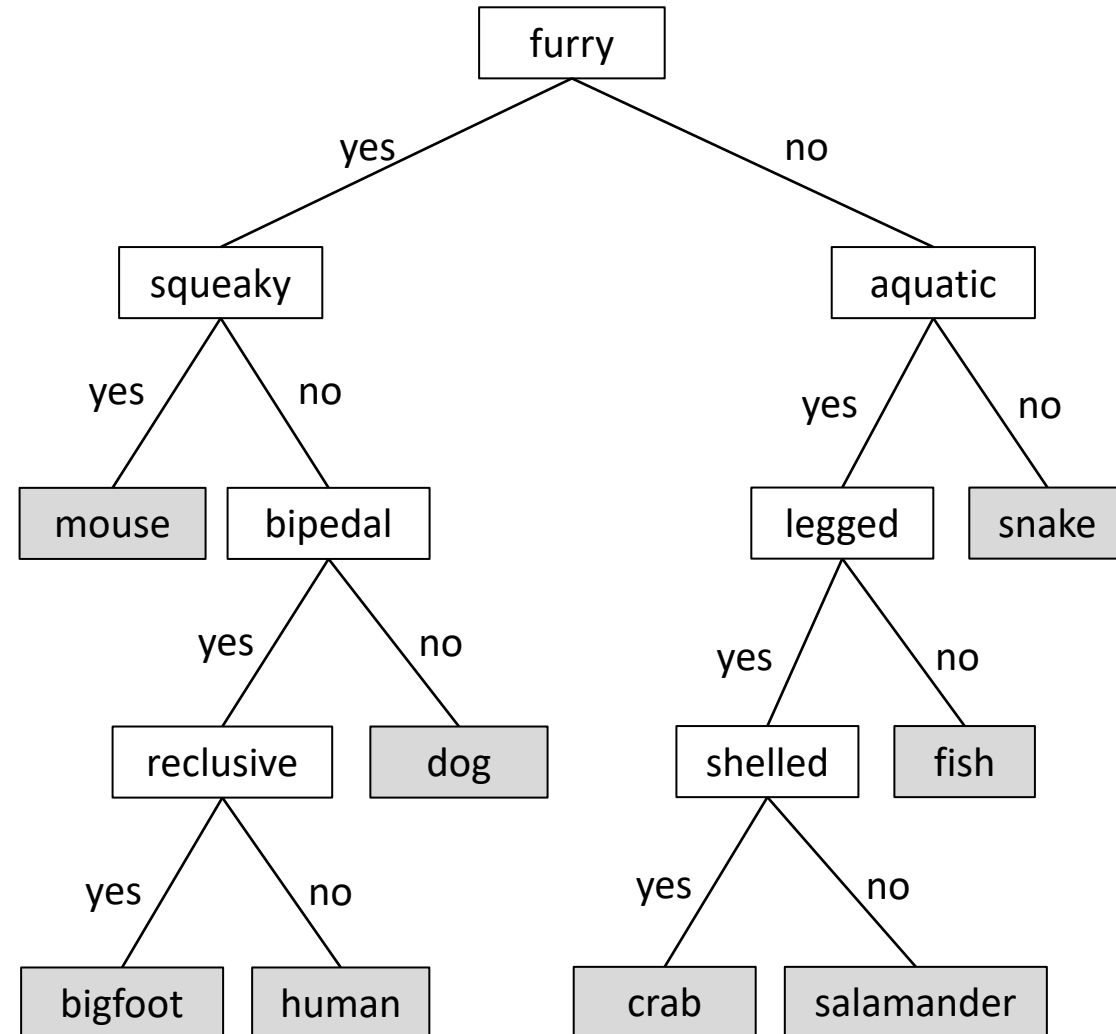 furry
yes
no
squeaky
aquatic
yes
no
yes
no
mouse
bipedal
legged
snake
yes
no
yes
no
reclusive
dog
shelled
fish
yes
no
yes
no
bigfoot
human
crab
salamander